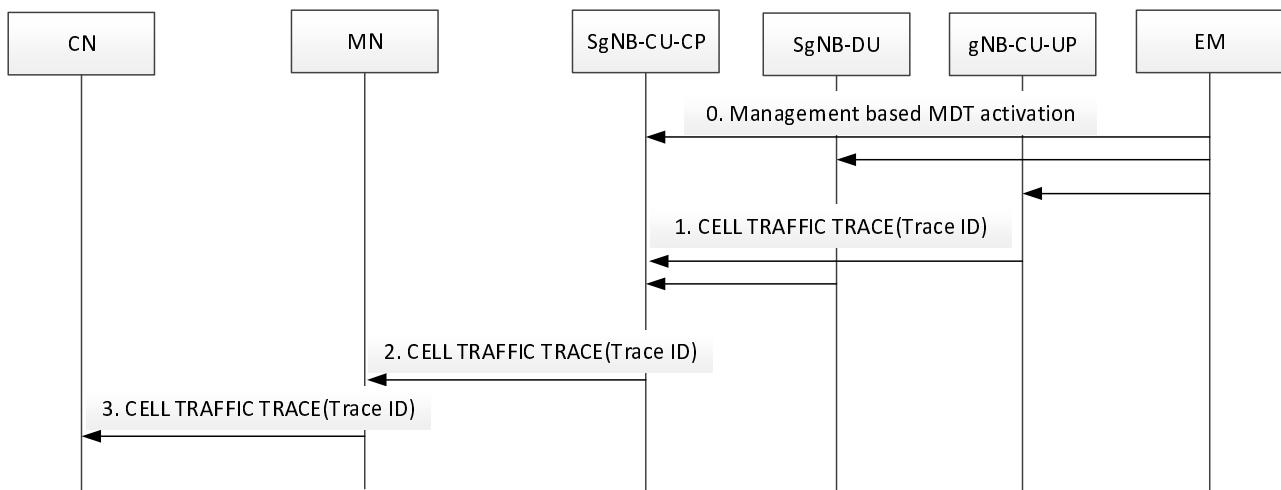 CN
MN
SgNB-CU-CP
SgNB-DU
gNB-CU-UP
EM
0. Management based MDT activation
1. CELL TRAFFIC TRACE(Trace ID)
2. CELL TRAFFIC TRACE(Trace ID)
3. CELL TRAFFIC TRACE(Trace ID)